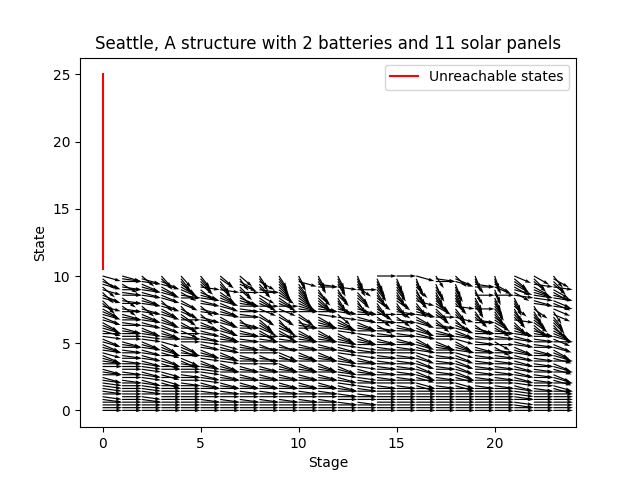 Seattle, A structure with 2 batteries and 11 solar panels
Unreachable states
25
20
15
10
5
0
State
0
5
10
15
20
Stage